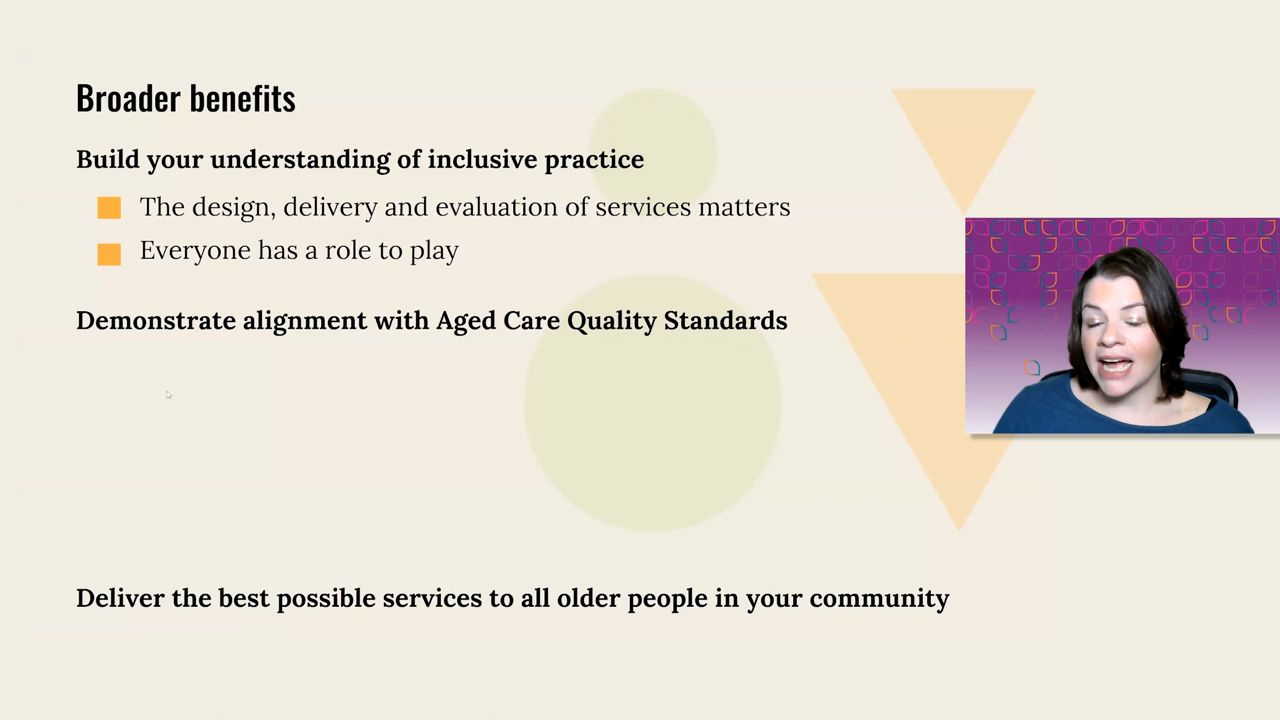 Broader benefits
Build your understanding of inclusive practice
The design, delivery and evaluation of services matters
Everyone has a role to play
Demonstrate alignment with Aged Care Quality Standards
Deliver the best possible services to all older people in your community